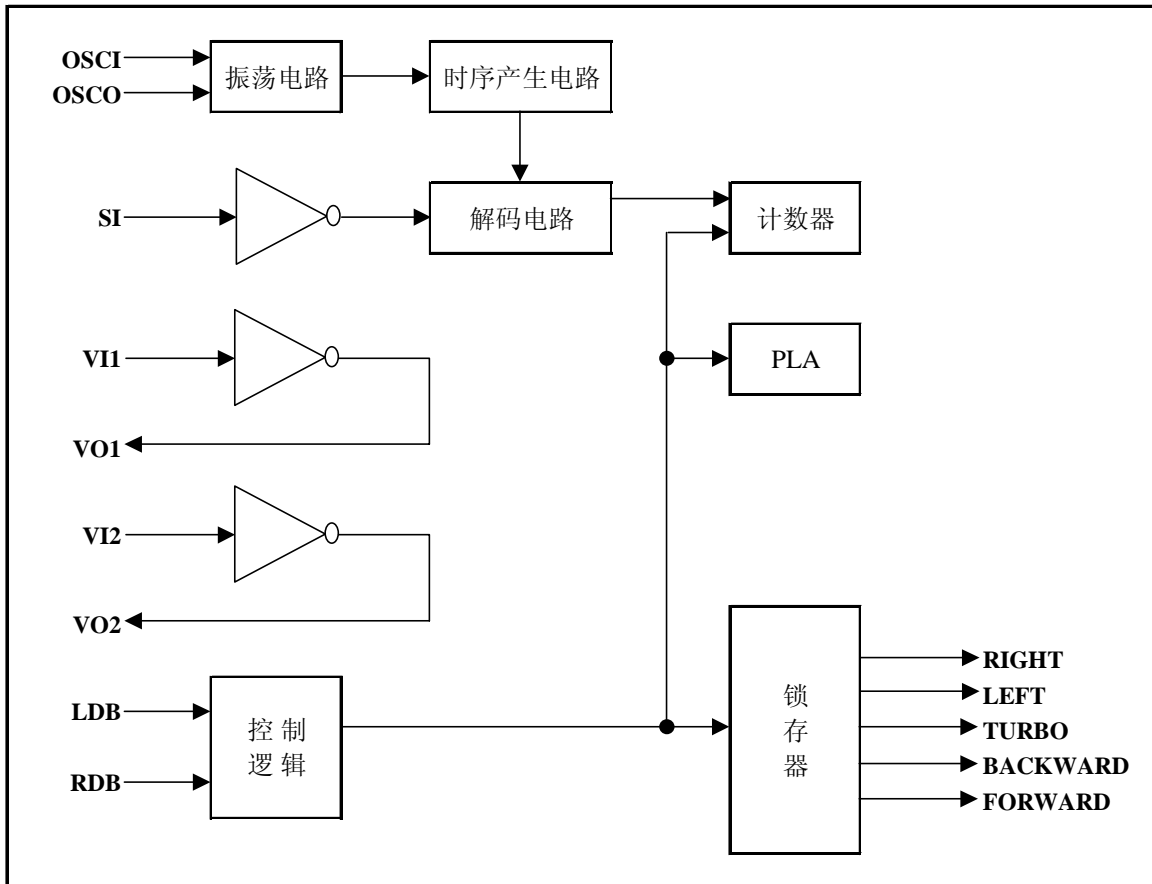 OSCI
OSCO
振荡电路
时序产生电路
SI
解码电路
计数器
VI1
PLA
VO1
VI2
VO2
LDB
RDB
控 制
逻 辑
锁
存
器
RIGHT
LEFT
TURBO
BACKWARD
FORWARD